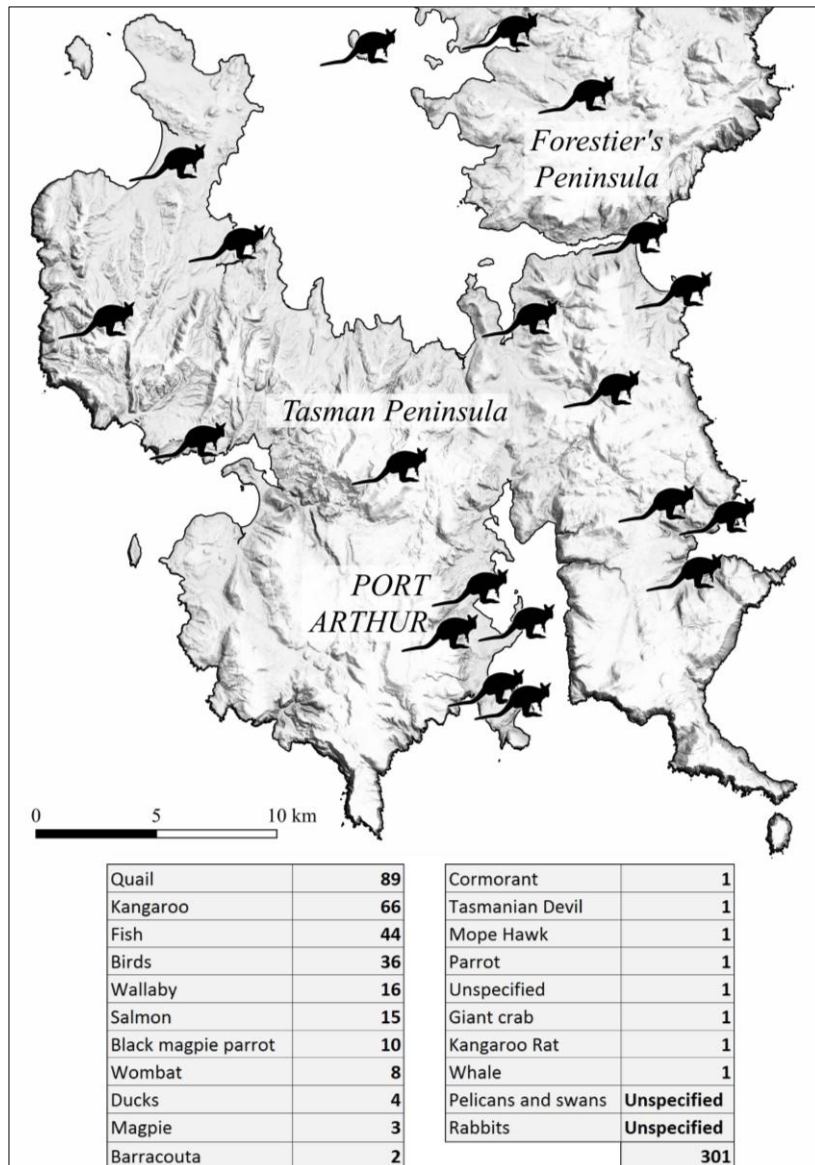 Forestier's
Peninsula
Tasman Peninsula
PORT
ARTHUR
0 5 10 km
Quail 89
Kangaroo 66
Fish 44
Birds 36
Wallaby 16
Salmon 15
Black magpie parrot 10
Wombat 8
Ducks 4
Magpie 3
Barracouta 2
Cormorant 1
Tasmanian Devil 1
Mope Hawk 1
Parrot 1
Unspecified 1
Giant crab 1
Kangaroo Rat 1
Whale 1
Pelicans and swans Unspecified
Rabbits Unspecified
301